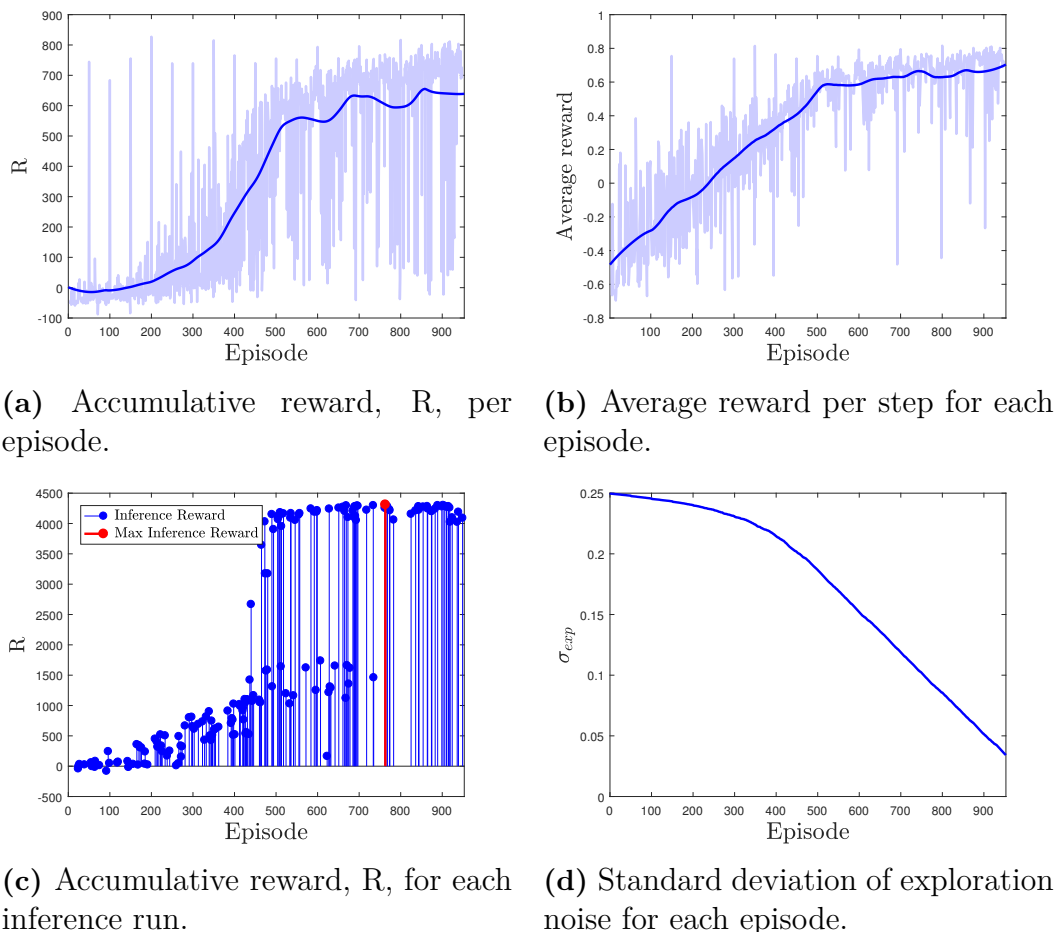 900
800
700
600
500
400
300
200
100
0
-100
R
0 100 200 300 400 500 600 700 800 900
Episode
(a) Accumulative reward, R, per
episode.
1
0.8
0.6
0.4
0.2
0
-0.2
-0.4
-0.6
-0.8
Average reward
100 200 300 400 500 600 700 800 900
Episode
(b) Average reward per step for each
episode.
4500
4000
3500
3000
2500
2000
1500
1000
500
0
-500
R
Inference Reward
Max Inference Reward
0 100 200 300 400 500 600 700 800 900
Episode
(c) Accumulative reward, R, for each
inference run.
0.25
0.2
0.15
0.1
0.05
0
σexp
0 100 200 300 400 500 600 700 800 900
Episode
(d) Standard deviation of exploration
noise for each episode.